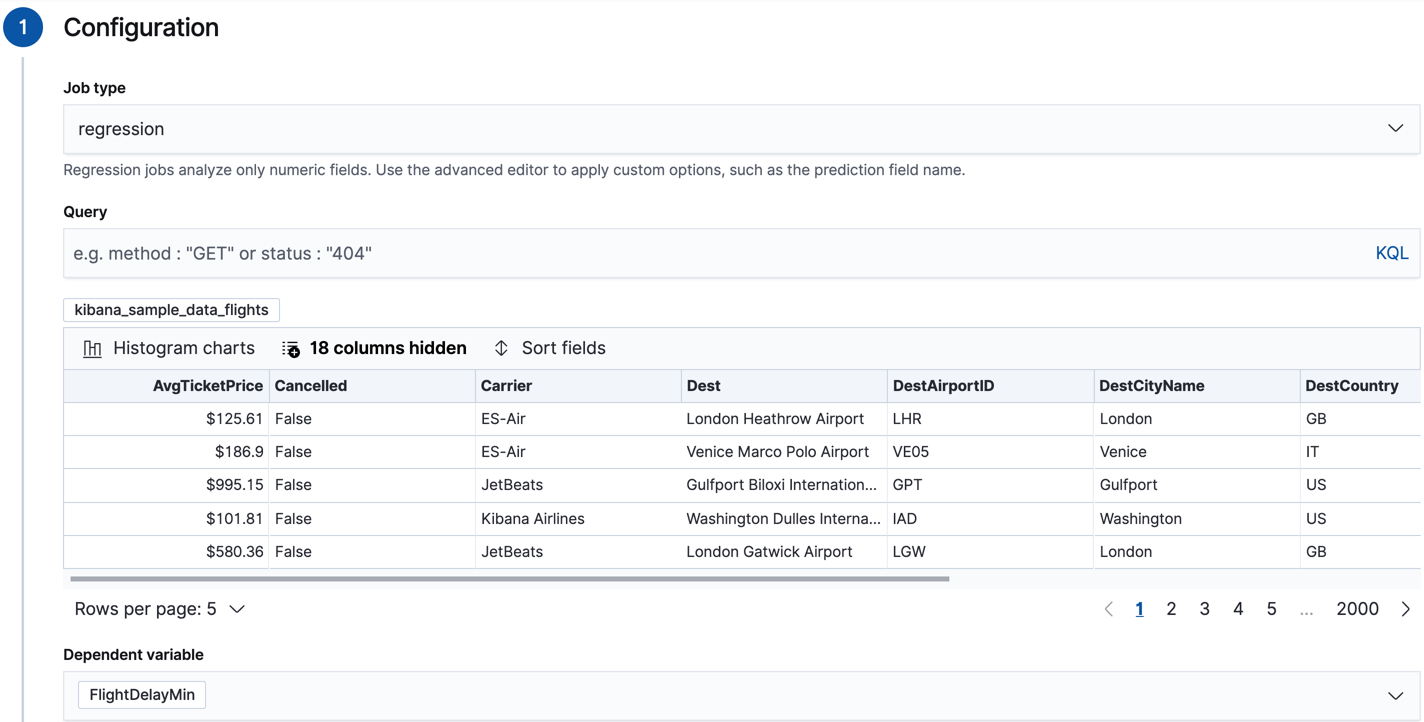 1 Configuration
Job type
regression
Regression jobs analyze only numeric fields. Use the advanced editor to apply custom options, such as the prediction field name.
Query
e.g. method : "GET" or status : "404" KQL
kibana_sample_data_flights
Histogram charts 18 columns hidden Sort fields
AvgTicketPrice Cancelled Carrier Dest DestAirportID DestCityName DestCountry
$125.61 False ES-Air London Heathrow Airport LHR London GB
$186.9 False ES-Air Venice Marco Polo Airport VE05 Venice IT
$995.15 False JetBeats Gulfport Biloxi Internation... GPT Gulfport US
$101.81 False Kibana Airlines Washington Dulles Interna... IAD Washington US
$580.36 False JetBeats London Gatwick Airport LGW London GB
Rows per page: 5 1 2 3 4 5 ... 2000
Dependent variable
FlightDelayMin